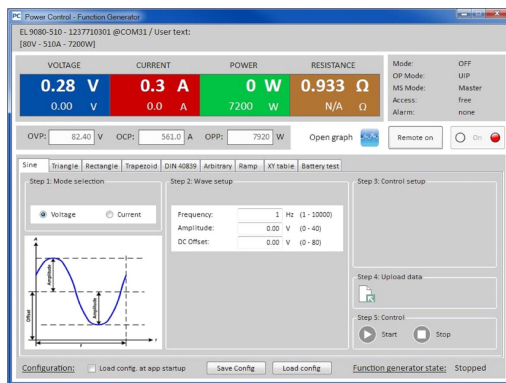 PC Power Control - Function Generator
EL 9080-510 - 1237710301 @COM31 / User text:
[80V - 510A - 7200W]
VOLTAGE CURRENT POWER RESISTANCE
0.28 V 0.3 A 0 W 0.933 Ω
0.00 V 0.0 A 7200 W N/A Ω
Mode: OFF
OP Mode: UIP
MS Mode: Master
Access: free
Alarm: none
OVP: 82.40 V OCP: 561.0 A OPP: 7920 W Open graph Remote on On
Sine Triangle Rectangle Trapezoid DIN 40839 Arbitrary Ramp XY table Battery test
Step 1: Mode selection
Voltage Current
Step 2: Wave setup
Frequency: 1 Hz (1 - 10000)
Amplitude: 0.00 V (0 - 40)
DC Offset: 0.00 V (0 - 80)
Step 3: Control setup
A
Amplitude
Amplitude
Offset
t
Step 4: Upload data
Step 5: Control
Start Stop
Configuration: Load config. at app startup Save Config Load config Function generator state: Stopped